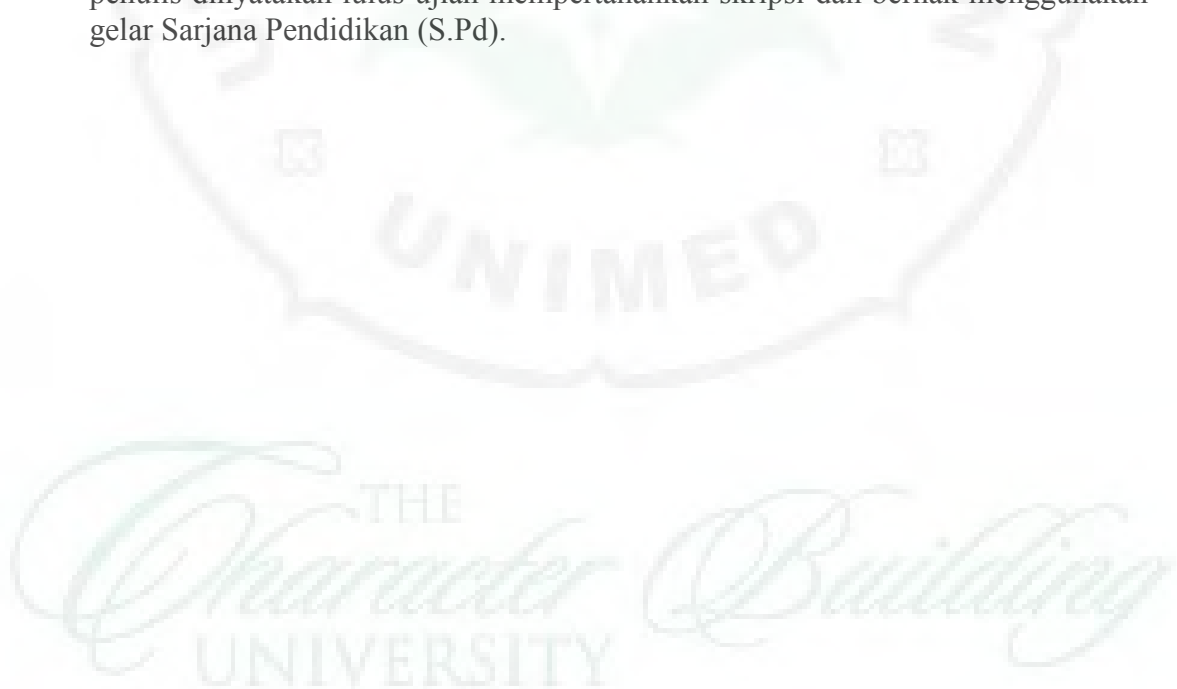 penulis dinyatakan lulus ujian mempertahankan skripsi dan berhak menggunakan
gelar Sarjana Pendidikan (S.Pd).
UNIMED
THE
Character Building
UNIVERSITY